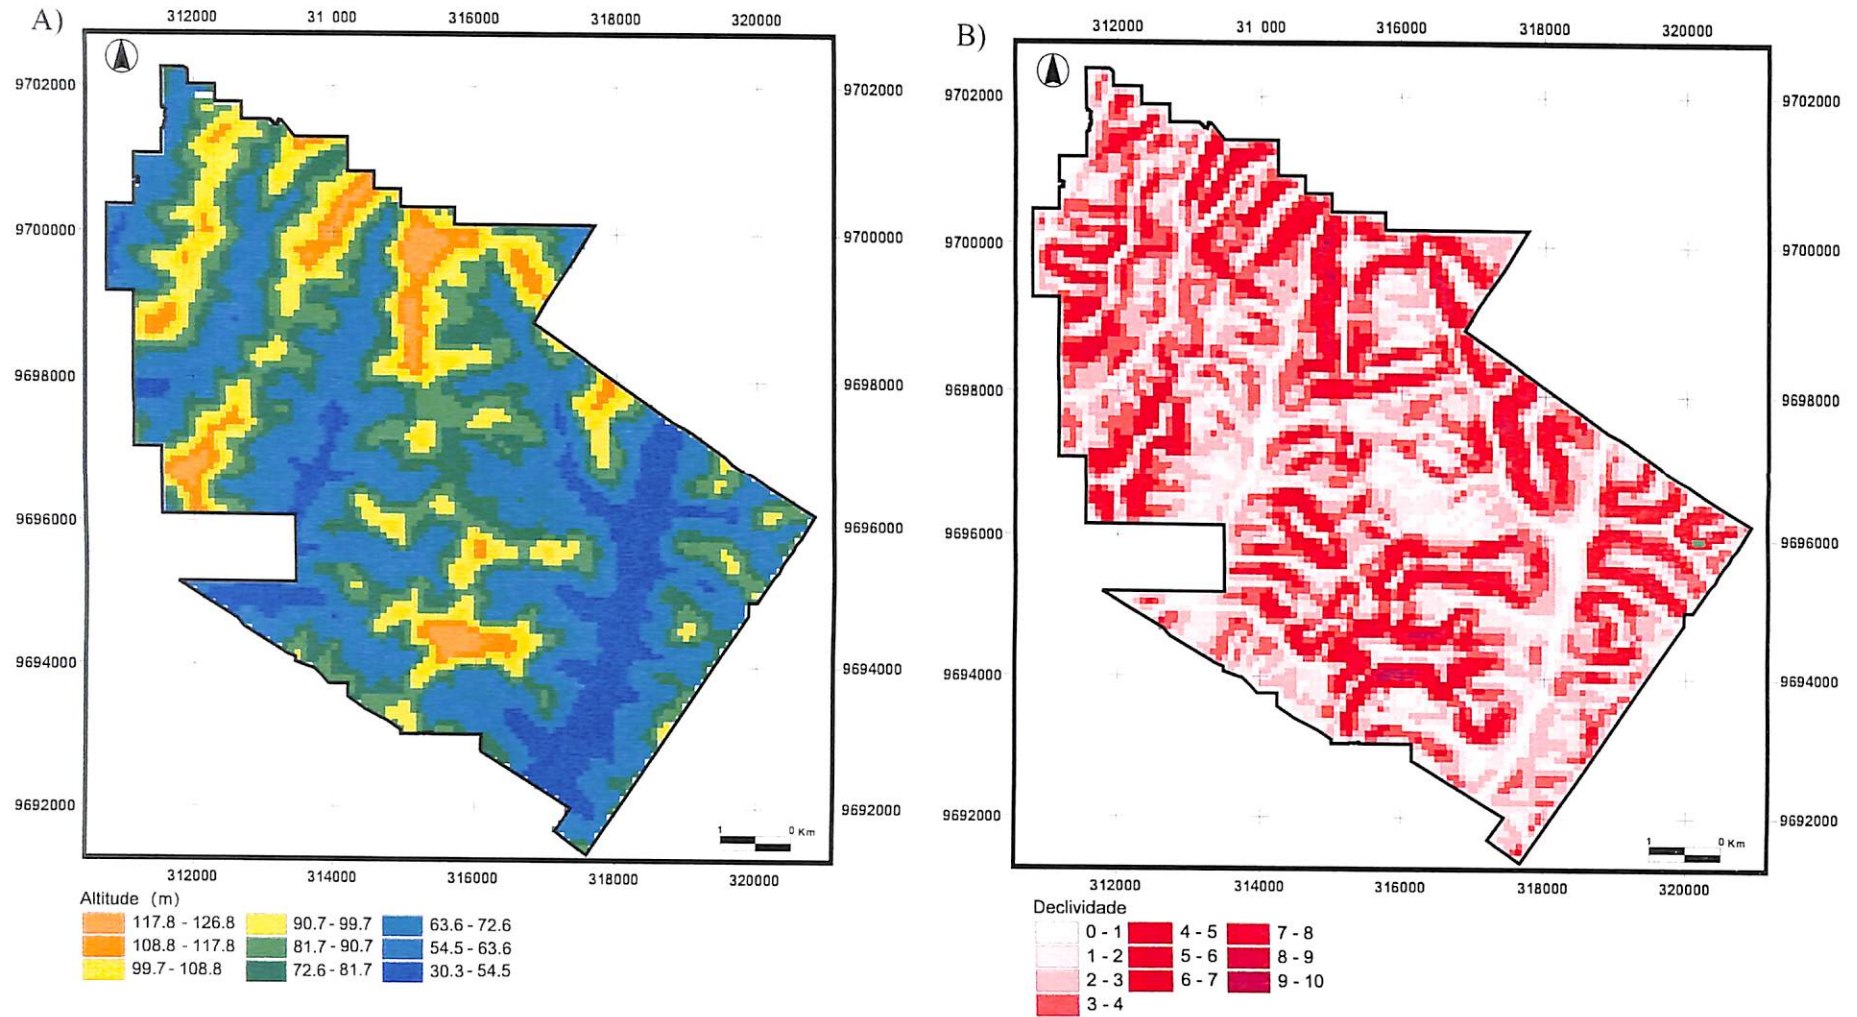 A)
312000 31 000 316000 318000 320000
9702000 9702000
9700000 9700000
9698000 9698000
9696000 9696000
9694000 9694000
9692000 9692000
1 0 Km
312000 314000 316000 318000 320000
Altitude (m)
117.8 - 126.8 90.7 - 99.7 63.6 - 72.6
108.8 - 117.8 81.7 - 90.7 54.5 - 63.6
99.7 - 108.8 72.6 - 81.7 30.3 - 54.5
B)
312000 31 000 316000 318000 320000
9702000 9702000
9700000 9700000
9698000 9698000
9696000 9696000
9694000 9694000
9692000 9692000
1 0 Km
312000 314000 316000 318000 320000
Declividade
0 - 1 4 - 5 7 - 8
1 - 2 5 - 6 8 - 9
2 - 3 6 - 7 9 - 10
3 - 4